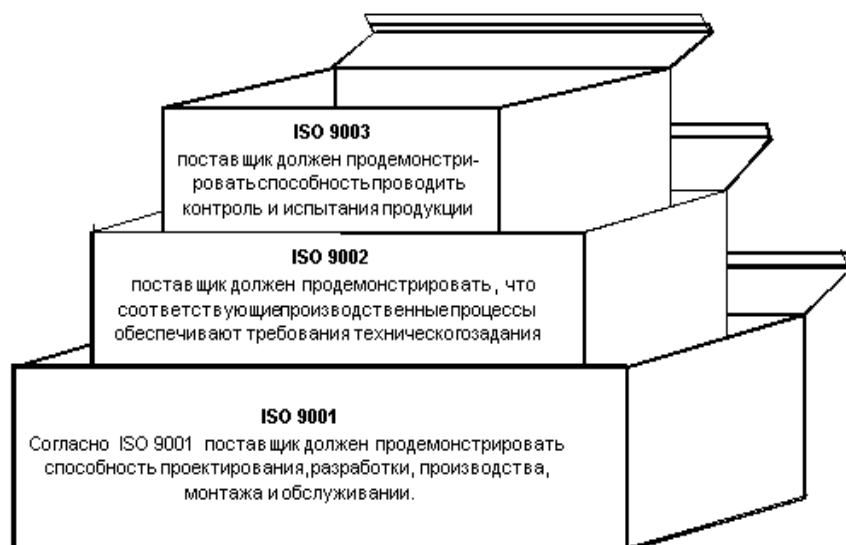 ISO 9003
поставщик должен продемонстри-
ровать способность проводить
контроль и испытания продукции
ISO 9002
поставщик должен продемонстрировать, что
соответствующие производственные процессы
обеспечивают требования технического задания
ISO 9001
Согласно ISO 9001 поставщик должен продемонстрировать
способность проектирования, разработки, производства,
монтажа и обслуживании.